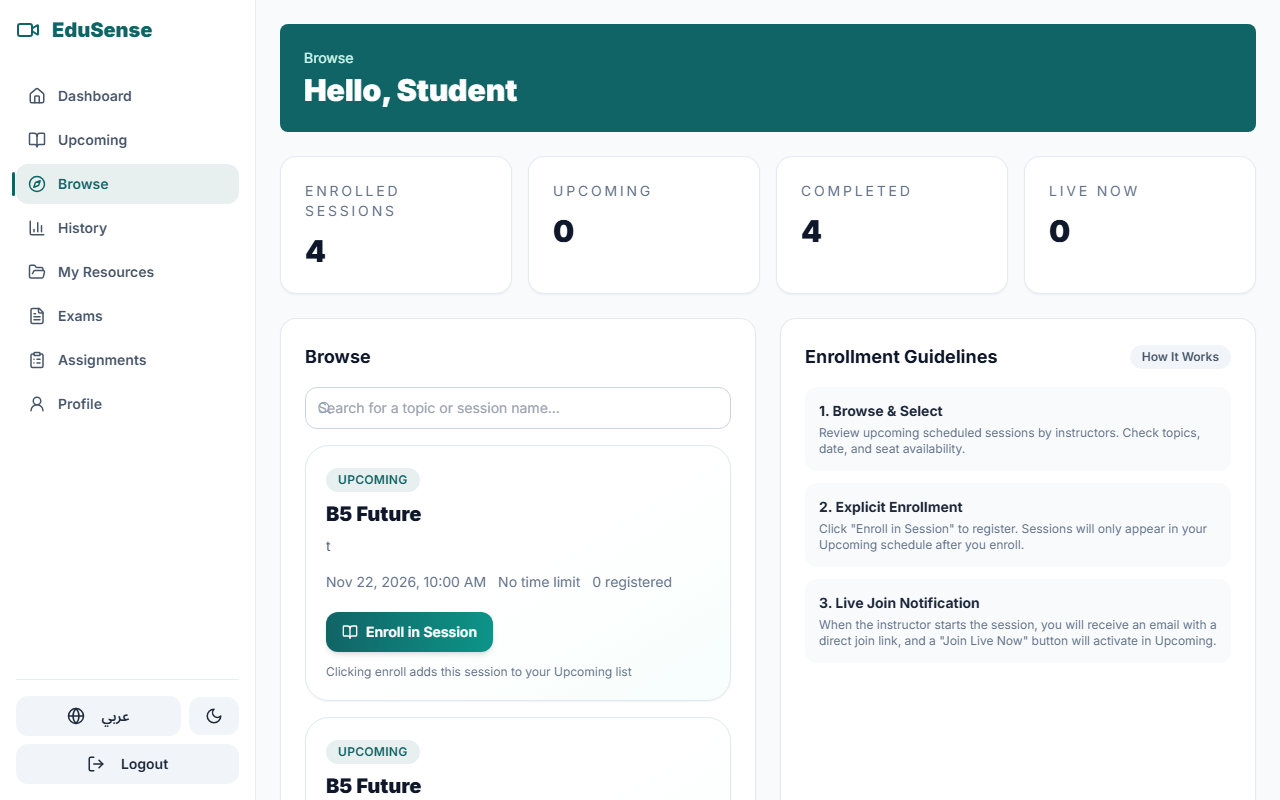 EduSense
Dashboard
Upcoming
Browse
History
My Resources
Exams
Assignments
Profile
عربي
Logout
Browse
Hello, Student
ENROLLED
SESSIONS
4
UPCOMING
0
COMPLETED
4
LIVE NOW
0
Browse
Search for a topic or session name...
UPCOMING
B5 Future
t
Nov 22, 2026, 10:00 AM No time limit 0 registered
Enroll in Session
Clicking enroll adds this session to your Upcoming list
UPCOMING
B5 Future
Enrollment Guidelines
How It Works
1. Browse & Select
Review upcoming scheduled sessions by instructors. Check topics,
date, and seat availability.
2. Explicit Enrollment
Click "Enroll in Session" to register. Sessions will only appear in your
Upcoming schedule after you enroll.
3. Live Join Notification
When the instructor starts the session, you will receive an email with a
direct join link, and a "Join Live Now" button will activate in Upcoming.